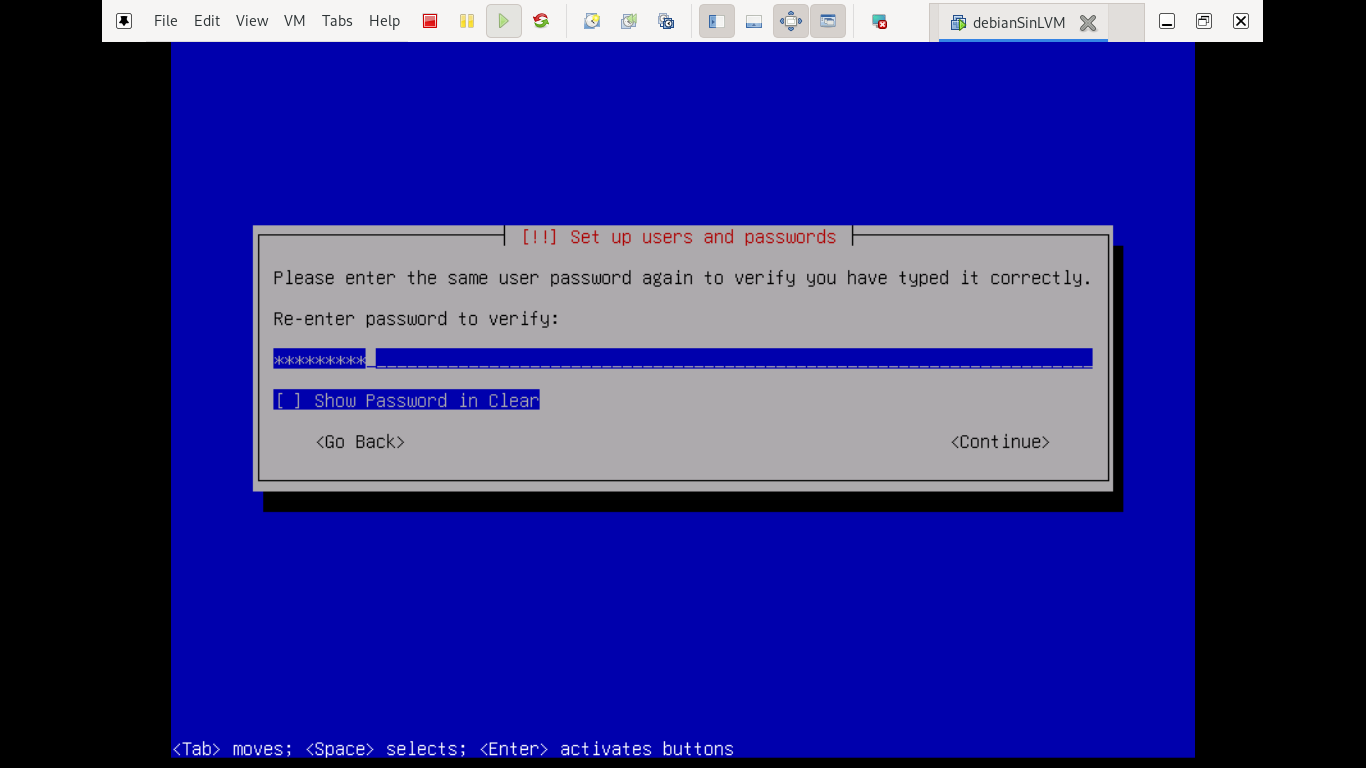 File Edit View VM Tabs Help debianSinLVM
[!!] Set up users and passwords
Please enter the same user password again to verify you have typed it correctly.
Re-enter password to verify:
*********
[ ] Show Password in Clear
<Go Back> <Continue>
<Tab> moves; <Space> selects; <Enter> activates buttons